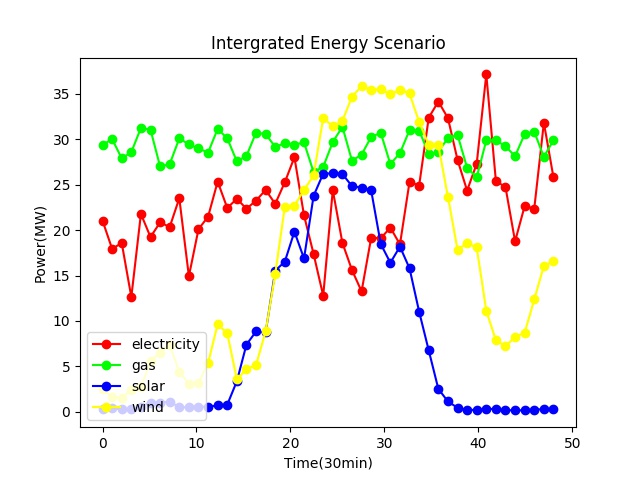 Intergrated Energy Scenario
Power(MW)
35
30
25
20
15
10
5
0
electricity
gas
solar
wind
0 10 20 30 40 50
Time(30min)